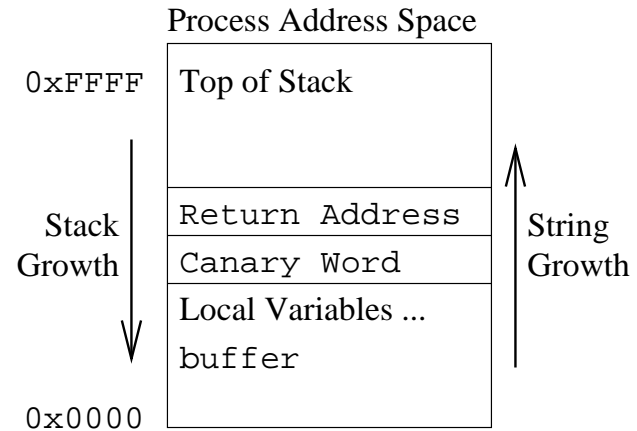 Process Address Space
0xFFFF
Top of Stack
Stack
Growth
Return Address
Canary Word
Local Variables ...
buffer
String
Growth
0x0000